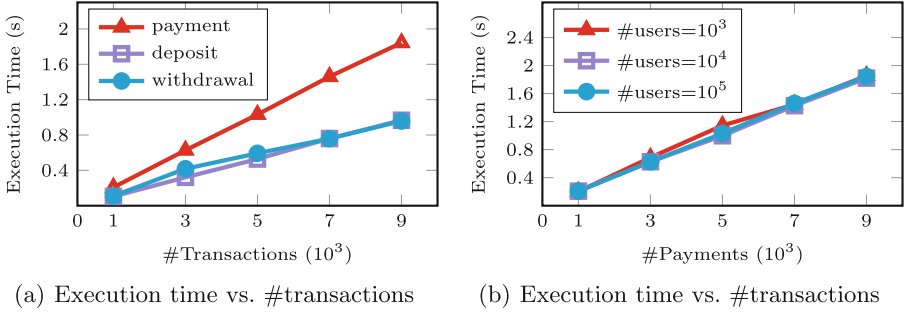 Execution Time (s)
2
1.6
1.2
0.8
0.4
payment
deposit
withdrawal
0 1 3 5 7 9
#Transactions (10³)
(a) Execution time vs. #transactions
Execution Time (s)
2.4
2
1.6
1.2
0.8
0.4
#users=10³
#users=10⁴
#users=10⁵
0 1 3 5 7 9
#Payments (10³)
(b) Execution time vs. #transactions